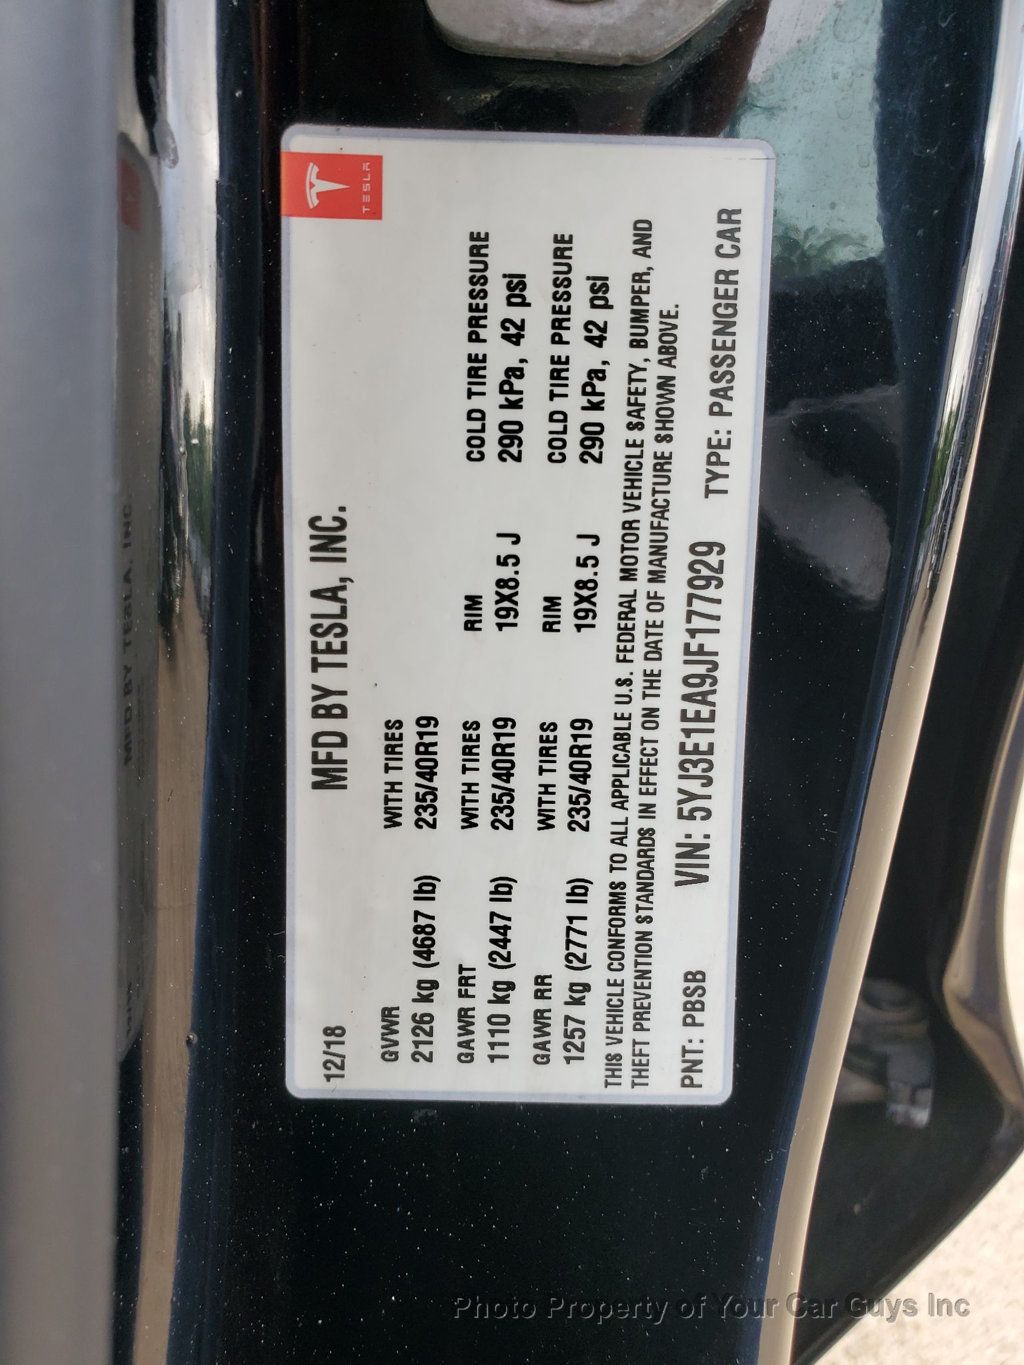 TESLA
12/18 MFD BY TESLA, INC.
GVWR WITH TIRES
2126 kg (4687 lb) 235/40R19
GAWR FRT WITH TIRES RIM COLD TIRE PRESSURE
1110 kg (2447 lb) 235/40R19 19X8.5 J 290 kPa, 42 psi
GAWR RR WITH TIRES RIM COLD TIRE PRESSURE
1257 kg (2771 lb) 235/40R19 19X8.5 J 290 kPa, 42 psi
THIS VEHICLE CONFORMS TO ALL APPLICABLE U.S. FEDERAL MOTOR VEHICLE SAFETY, BUMPER, AND
THEFT PREVENTION STANDARDS IN EFFECT ON THE DATE OF MANUFACTURE SHOWN ABOVE.
PNT: PBSB VIN: 5YJ3E1EA9JF177929 TYPE: PASSENGER CAR
MFD BY TESLA, INC
Photo Property of Your Car Guys Inc